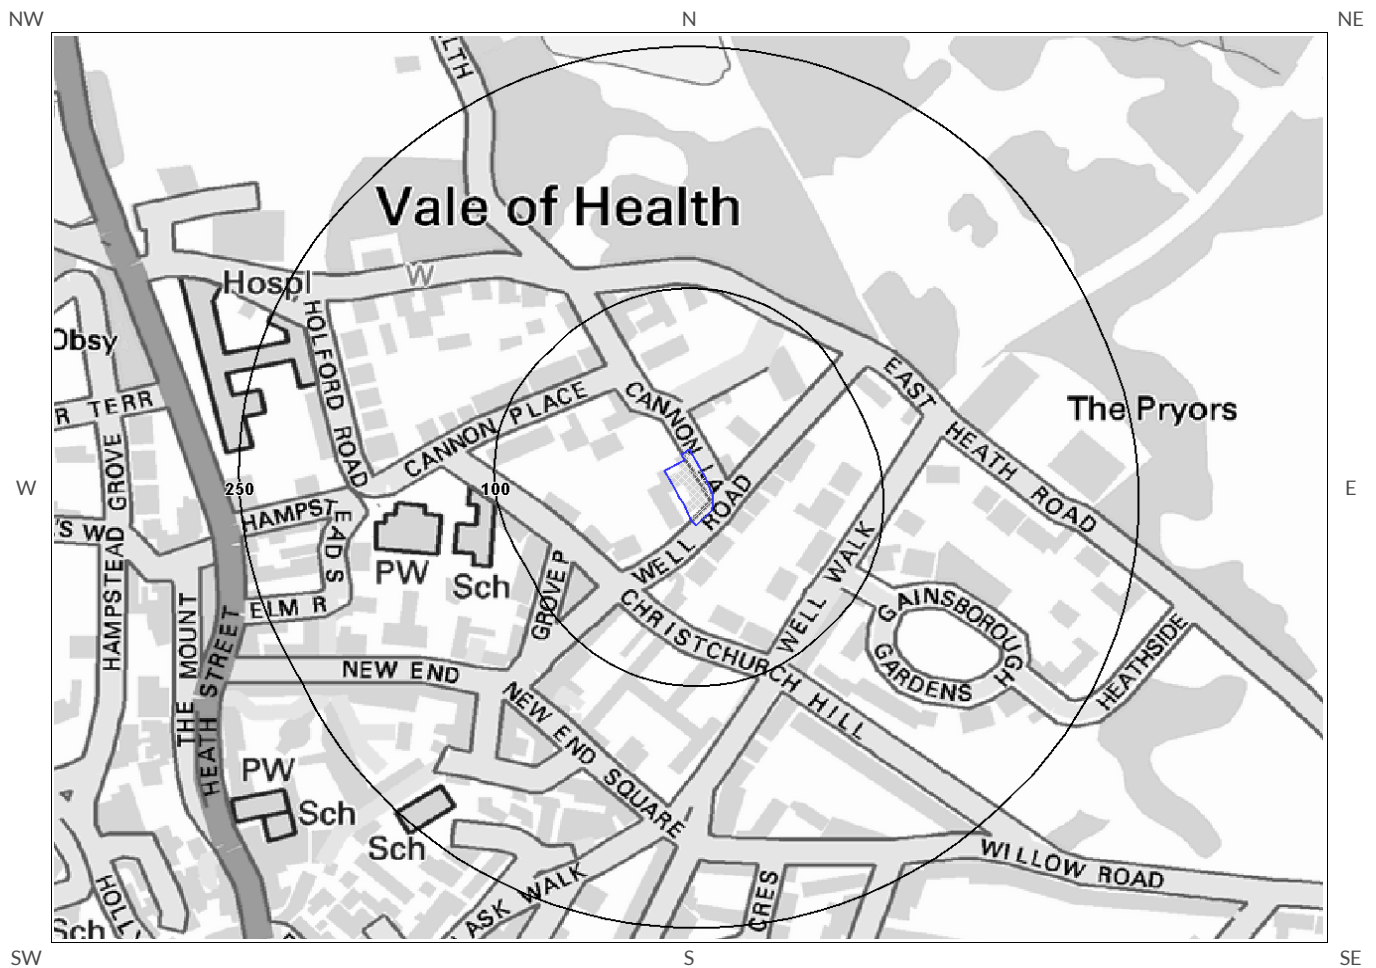 NW
N
NE
LTH
Vale of Health
W
Hospl
Obsy
HOLFORD ROAD
R TERR
The Pryors
EAST
HEATH ROAD
CANNON PLACE
CANNON LA
HAMPSTEAD GROVE
W
250
100
E
'S W
HAMPST
EAD S
WELL ROAD
PW
Sch
WELL WALK
GROVE P
ELM R
CHRISTCHURCH HILL
GAINSBOROUGH
GARDENS
HEATHSIDE
THE MOUNT
HEATH STREET
NEW END
NEW END SQUARE
PW
Sch
Sch
WILLOW ROAD
HOLLY
ASK WALK
CRES
Sch
SW
S
SE